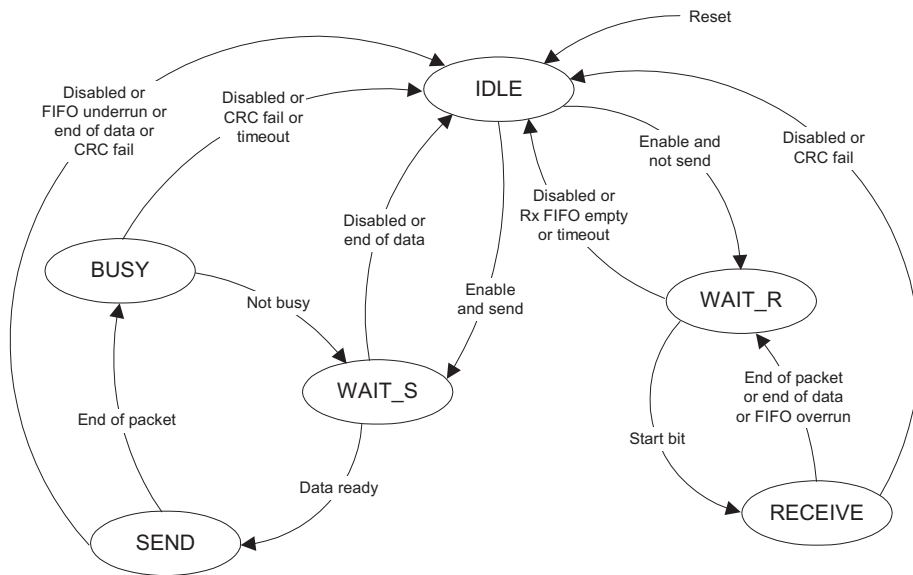 Reset
IDLE
Disabled or
FIFO underrun or
end of data or
CRC fail
Disabled or
CRC fail or
timeout
Enable and
not send
Disabled or
CRC fail
Disabled or
end of data
Disabled or
Rx FIFO empty
or timeout
BUSY
Not busy
Enable
and send
WAIT_R
WAIT_S
End of packet
End of packet
or end of data
or FIFO overrun
Start bit
Data ready
SEND
RECEIVE